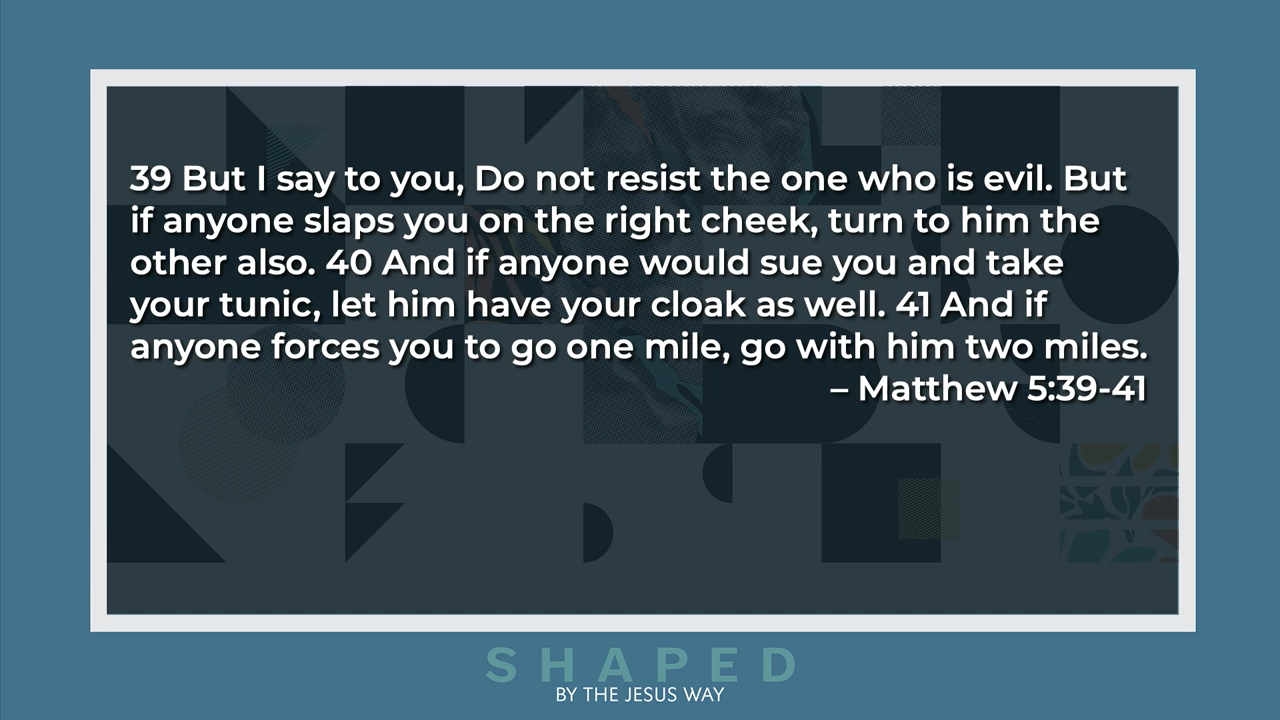 39 But I say to you, Do not resist the one who is evil. But
if anyone slaps you on the right cheek, turn to him the
other also. 40 And if anyone would sue you and take
your tunic, let him have your cloak as well. 41 And if
anyone forces you to go one mile, go with him two miles.
– Matthew 5:39-41
SHAPED
BY THE JESUS WAY